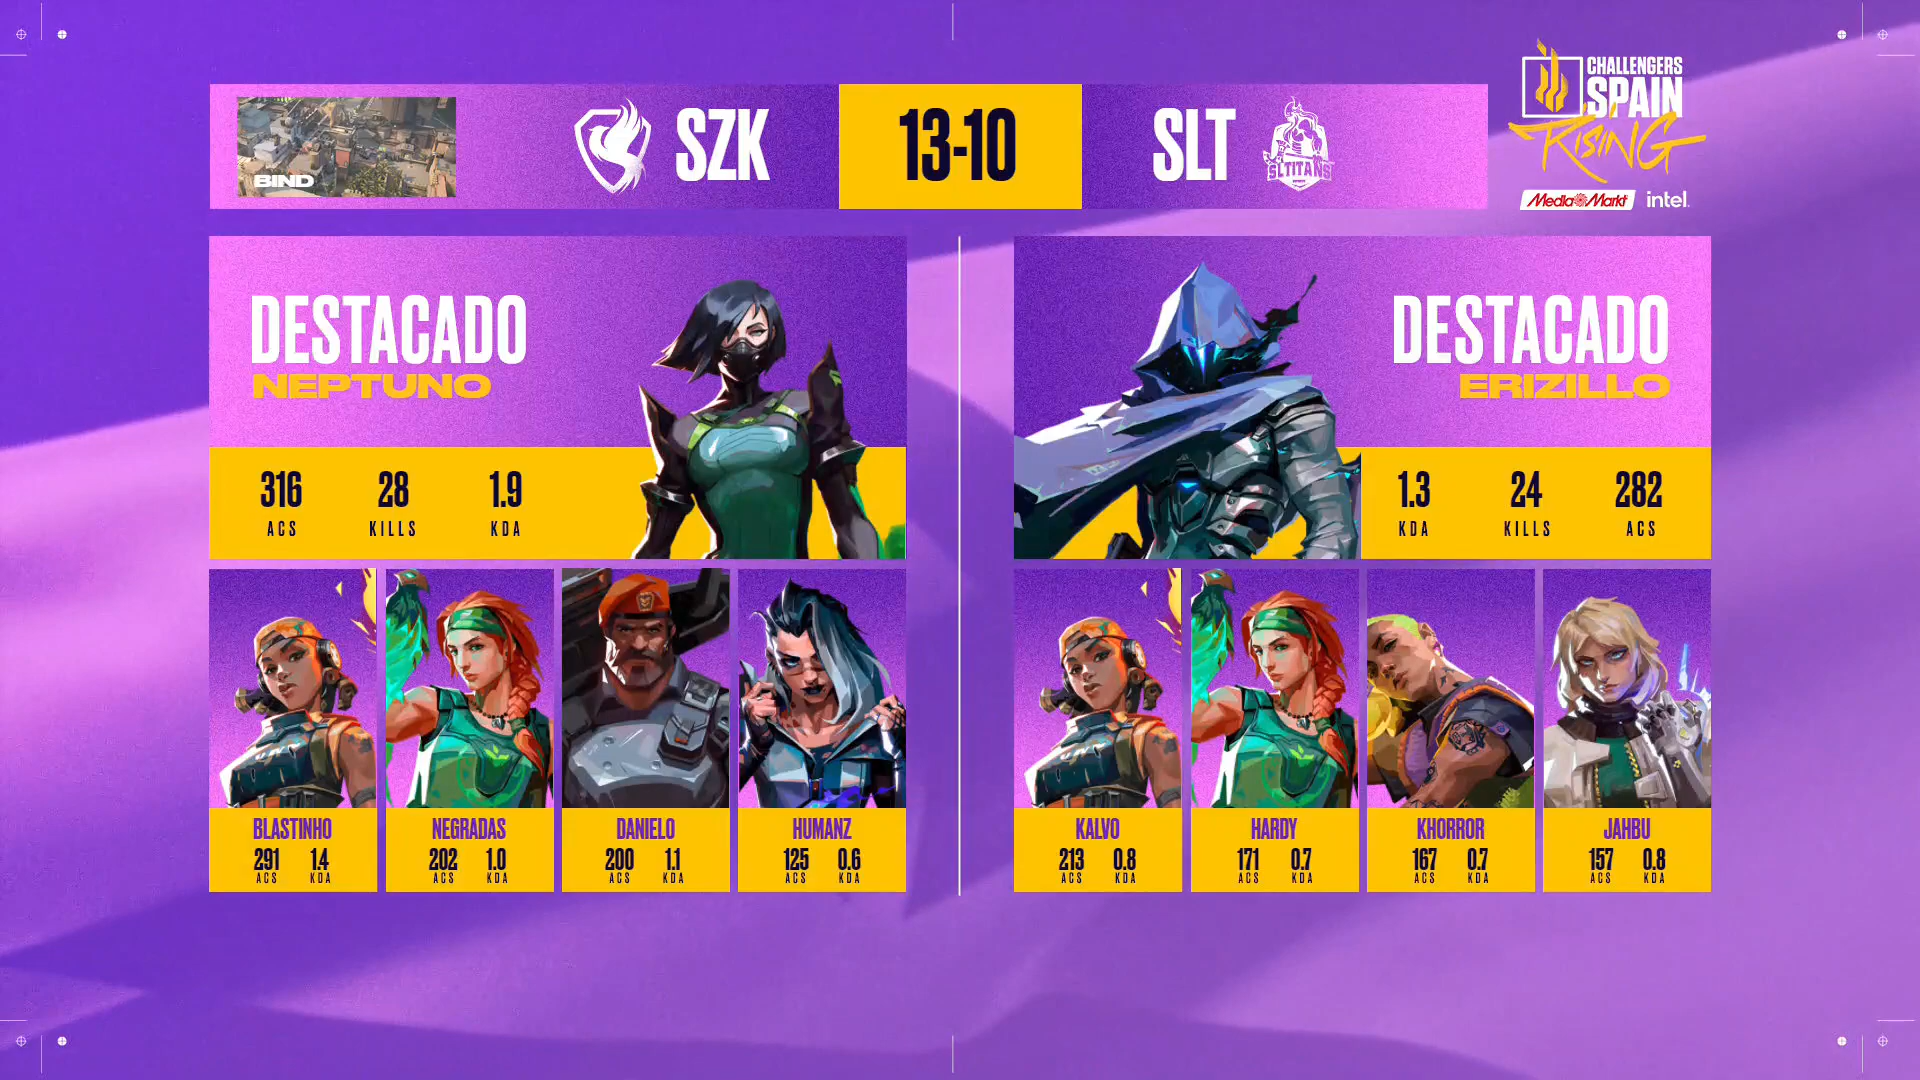 BIND
SZK
13-10
SLT
SLTITANS
CHALLENGERS
SPAIN
RISING
MediaMarkt
intel.
DESTACADO
NEPTUNO
316 28 1.9
ACS KILLS KDA
DESTACADO
ERIZILLO
1.3 24 282
KDA KILLS ACS
BLASTINHO
291 1.4
ACS KDA
NEGRADAS
202 1.0
ACS KDA
DANIELO
200 1.1
ACS KDA
HUMANZ
125 0.6
ACS KDA
KALVO
213 0.8
ACS KDA
HARDY
171 0.7
ACS KDA
KHORROR
167 0.7
ACS KDA
JAHBU
157 0.8
ACS KDA